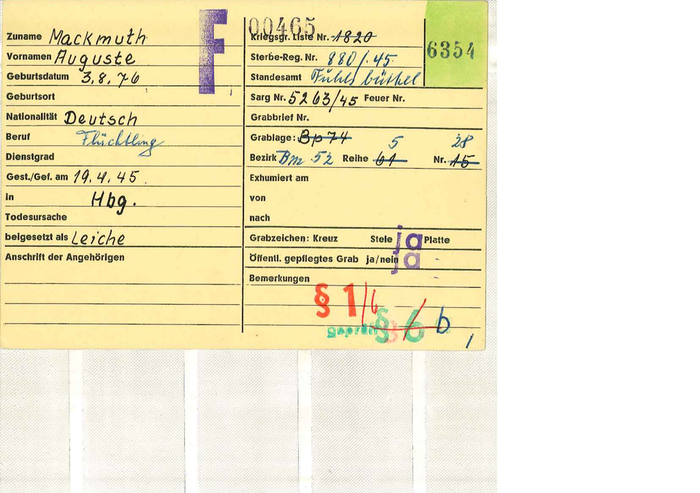 Zuname Mackmuth
Vornamen Auguste
Geburtsdatum 3.8.76
Geburtsort
Nationalität Deutsch
Beruf Flüchtling
Dienstgrad
Gest./Gef. am 19.4.45.
In Hbg.
Todesursache
beigesetzt als Leiche
Anschrift der Angehörigen
F
00465
Kriegsgr. Liste Nr. 1820
6354
Sterbe-Reg. Nr. 880/.45.
Standesamt Fuhlsbüttel
Sarg Nr. 5263/45 Feuer Nr.
Grabbrief Nr.
Grablage: Bp74 5 28
Bezirk Bm 52 Reihe 61 Nr. 15
Exhumiert am
von
nach
Grabzeichen: Kreuz Stele ja Platte
Öffentl. gepflegtes Grab ja/nein ja
Bemerkungen
§ 1/6
§ 6 b